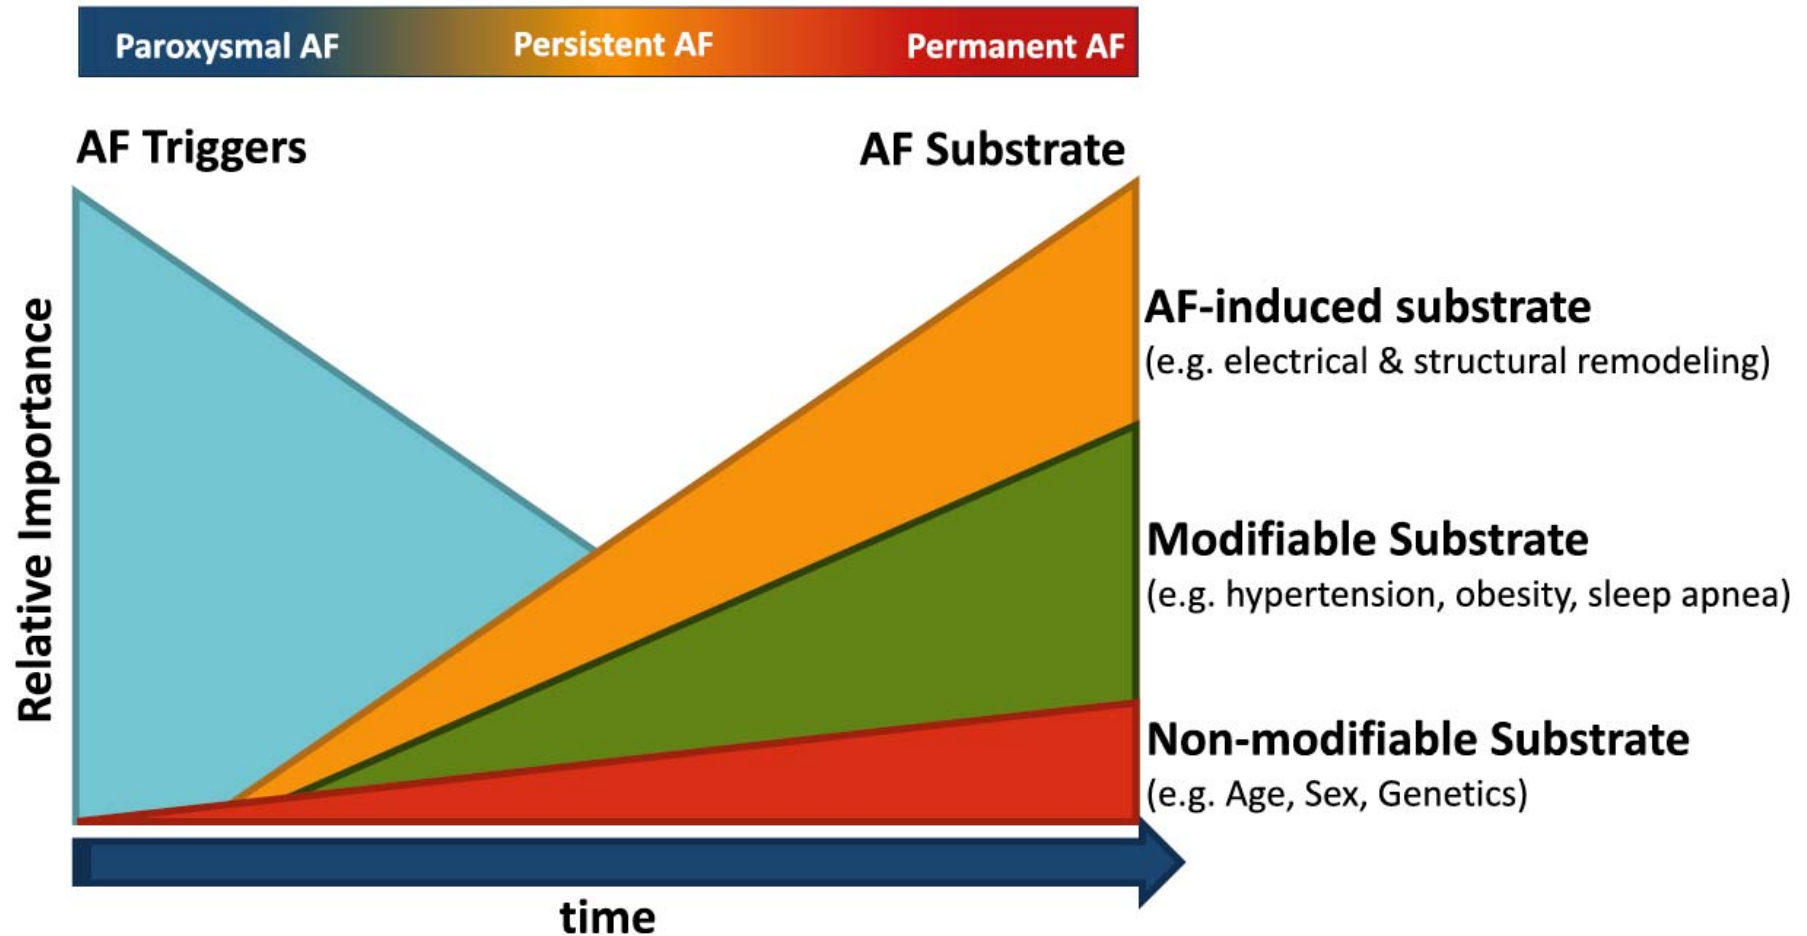 Paroxysmal AF
Persistent AF
Permanent AF
AF Triggers
AF Substrate
Relative Importance
AF-induced substrate
(e.g. electrical & structural remodeling)
Modifiable Substrate
(e.g. hypertension, obesity, sleep apnea)
Non-modifiable Substrate
(e.g. Age, Sex, Genetics)
time